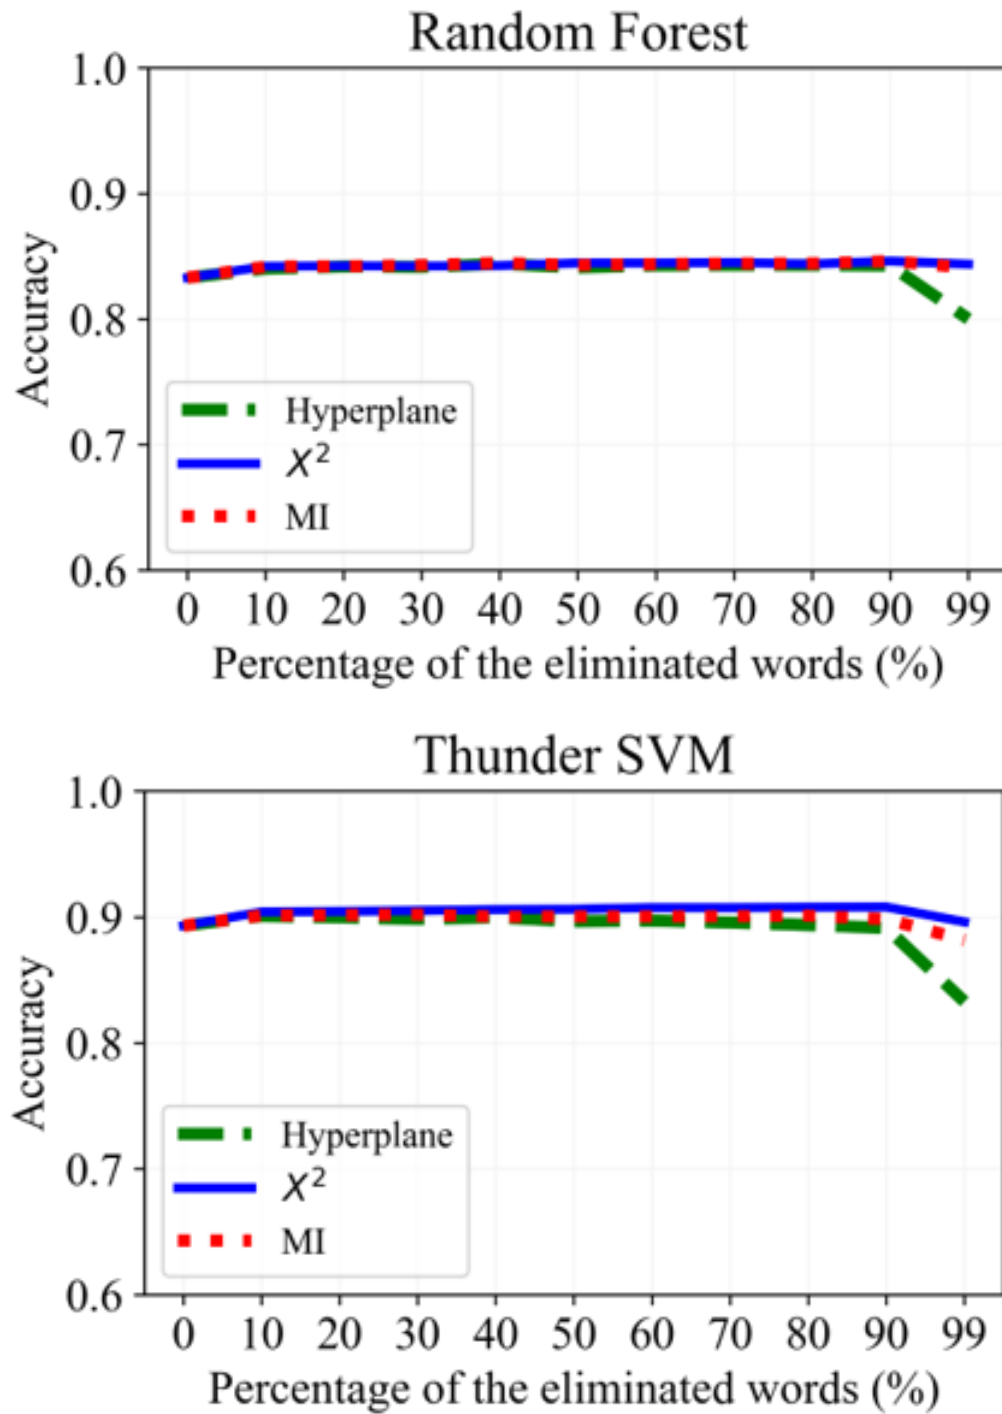 Random Forest
1.0
0.9
0.8
0.7
0.6
Accuracy
Hyperplane
X²
MI
0 10 20 30 40 50 60 70 80 90 99
Percentage of the eliminated words (%)
Thunder SVM
1.0
0.9
0.8
0.7
0.6
Accuracy
Hyperplane
X²
MI
0 10 20 30 40 50 60 70 80 90 99
Percentage of the eliminated words (%)